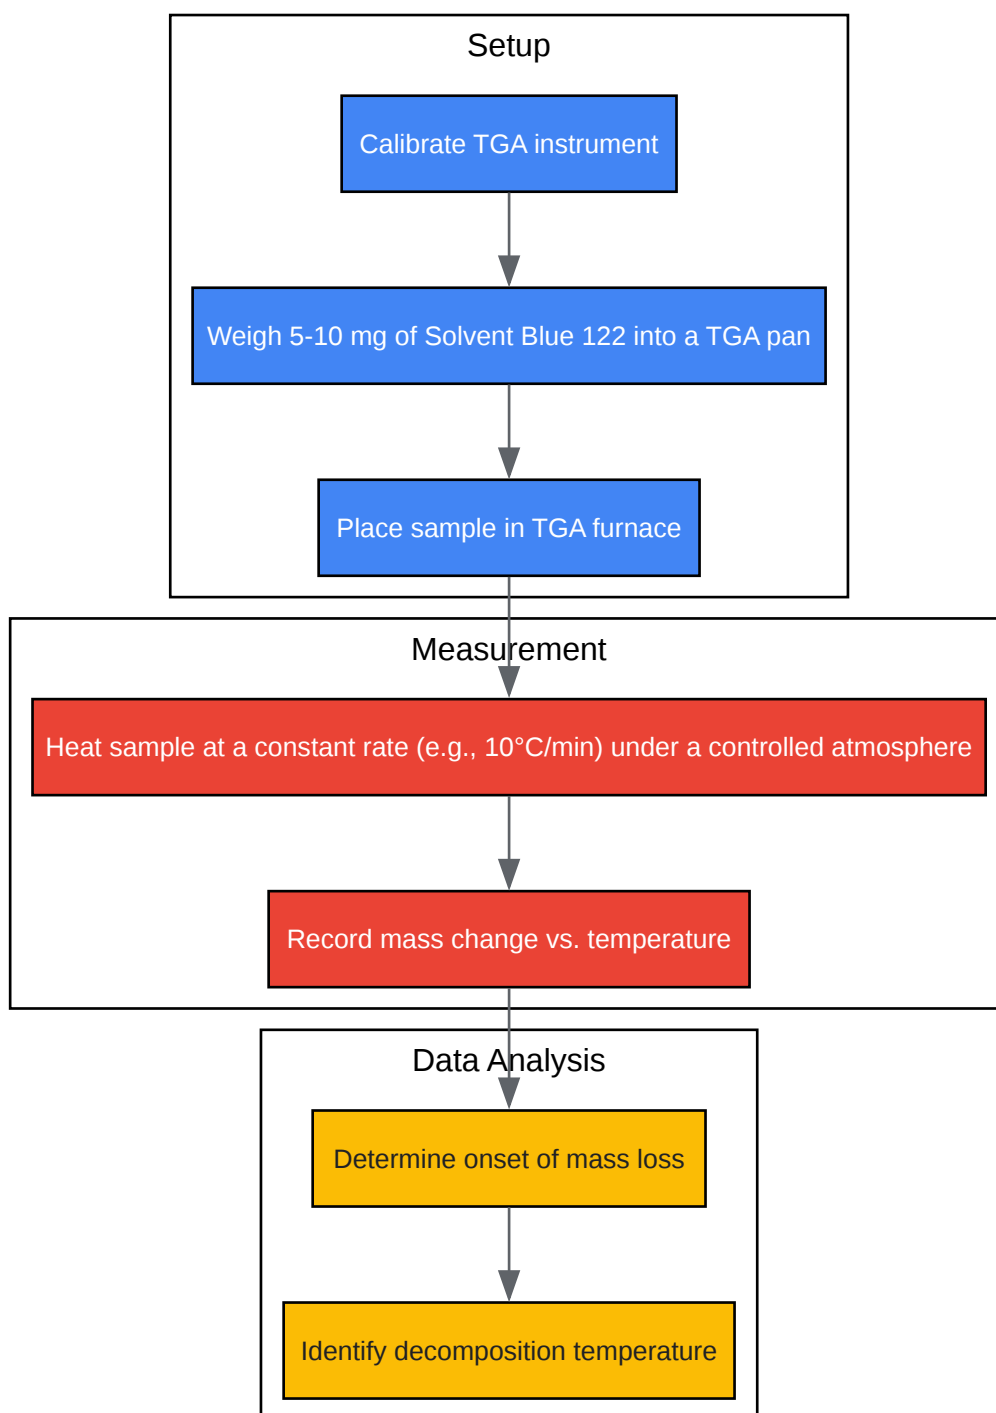 Setup
Calibrate TGA instrument
Weigh 5-10 mg of Solvent Blue 122 into a TGA pan
Place sample in TGA furnace
Measurement
Heat sample at a constant rate (e.g., 10°C/min) under a controlled atmosphere
Record mass change vs. temperature
Data Analysis
Determine onset of mass loss
Identify decomposition temperature